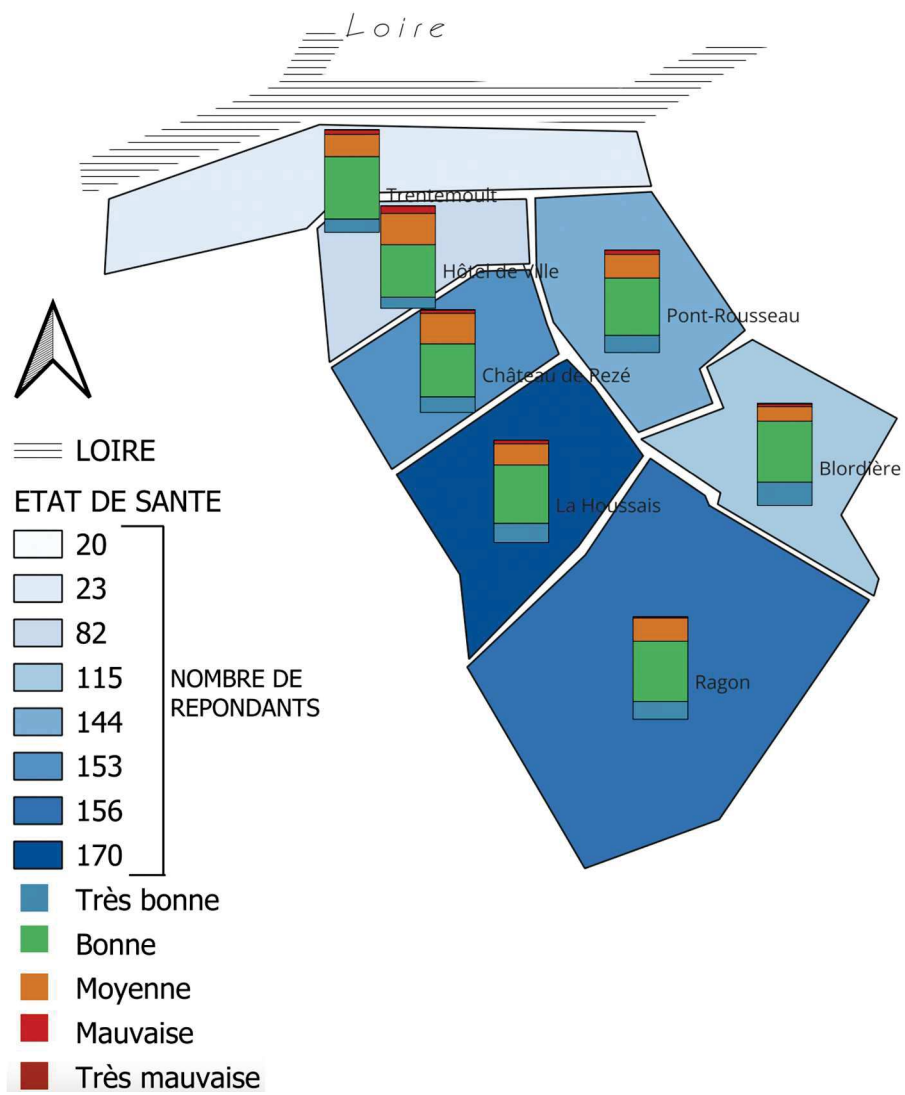 Loire
Trentemoult
Hôtel de Ville
Pont-Rousseau
Château de Rezé
Blordière
La Houssais
Ragon
LOIRE
ETAT DE SANTE
20
23
82
115
144
153
156
170
NOMBRE DE
REPONDANTS
Très bonne
Bonne
Moyenne
Mauvaise
Très mauvaise